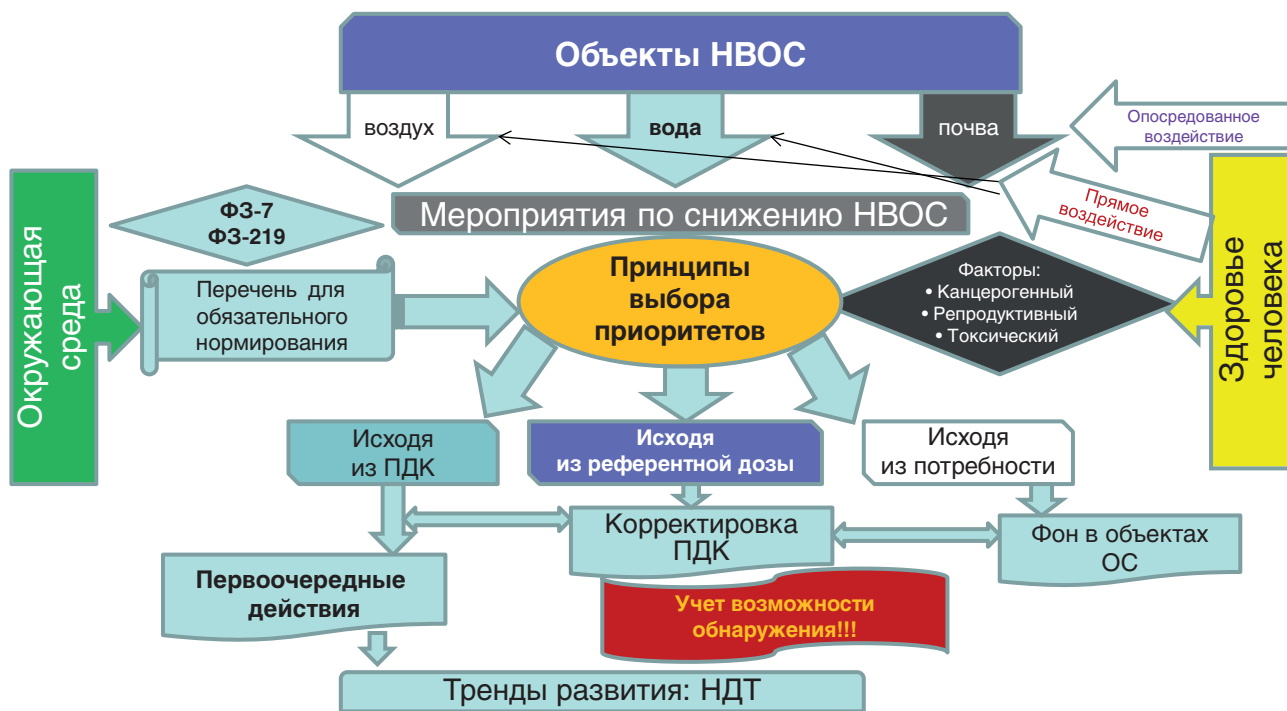 Объекты НВОС
воздух
вода
почва
Опосредованное
воздействие
Прямое
воздействие
Окружающая
среда
ФЗ-7
ФЗ-219
Мероприятия по снижению НВОС
Здоровье
человека
Перечень для
обязательного
нормирования
Принципы
выбора
приоритетов
Факторы:
• Канцерогенный
• Репродуктивный
• Токсический
Исходя
из ПДК
Исходя
из референтной дозы
Исходя
из потребности
Первоочередные
действия
Корректировка
ПДК
Фон в объектах
ОС
Учет возможности
обнаружения!!!
Тренды развития: НДТ